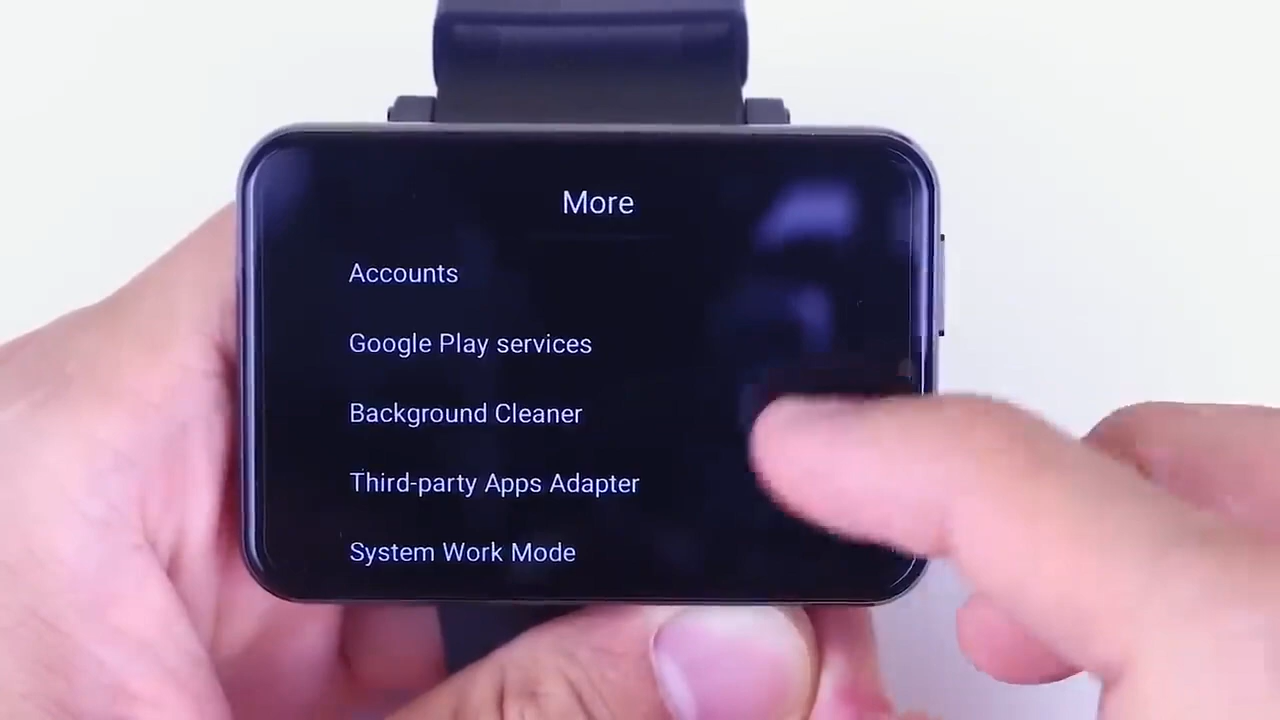 More
Accounts
Google Play services
Background Cleaner
Third-party Apps Adapter
System Work Mode